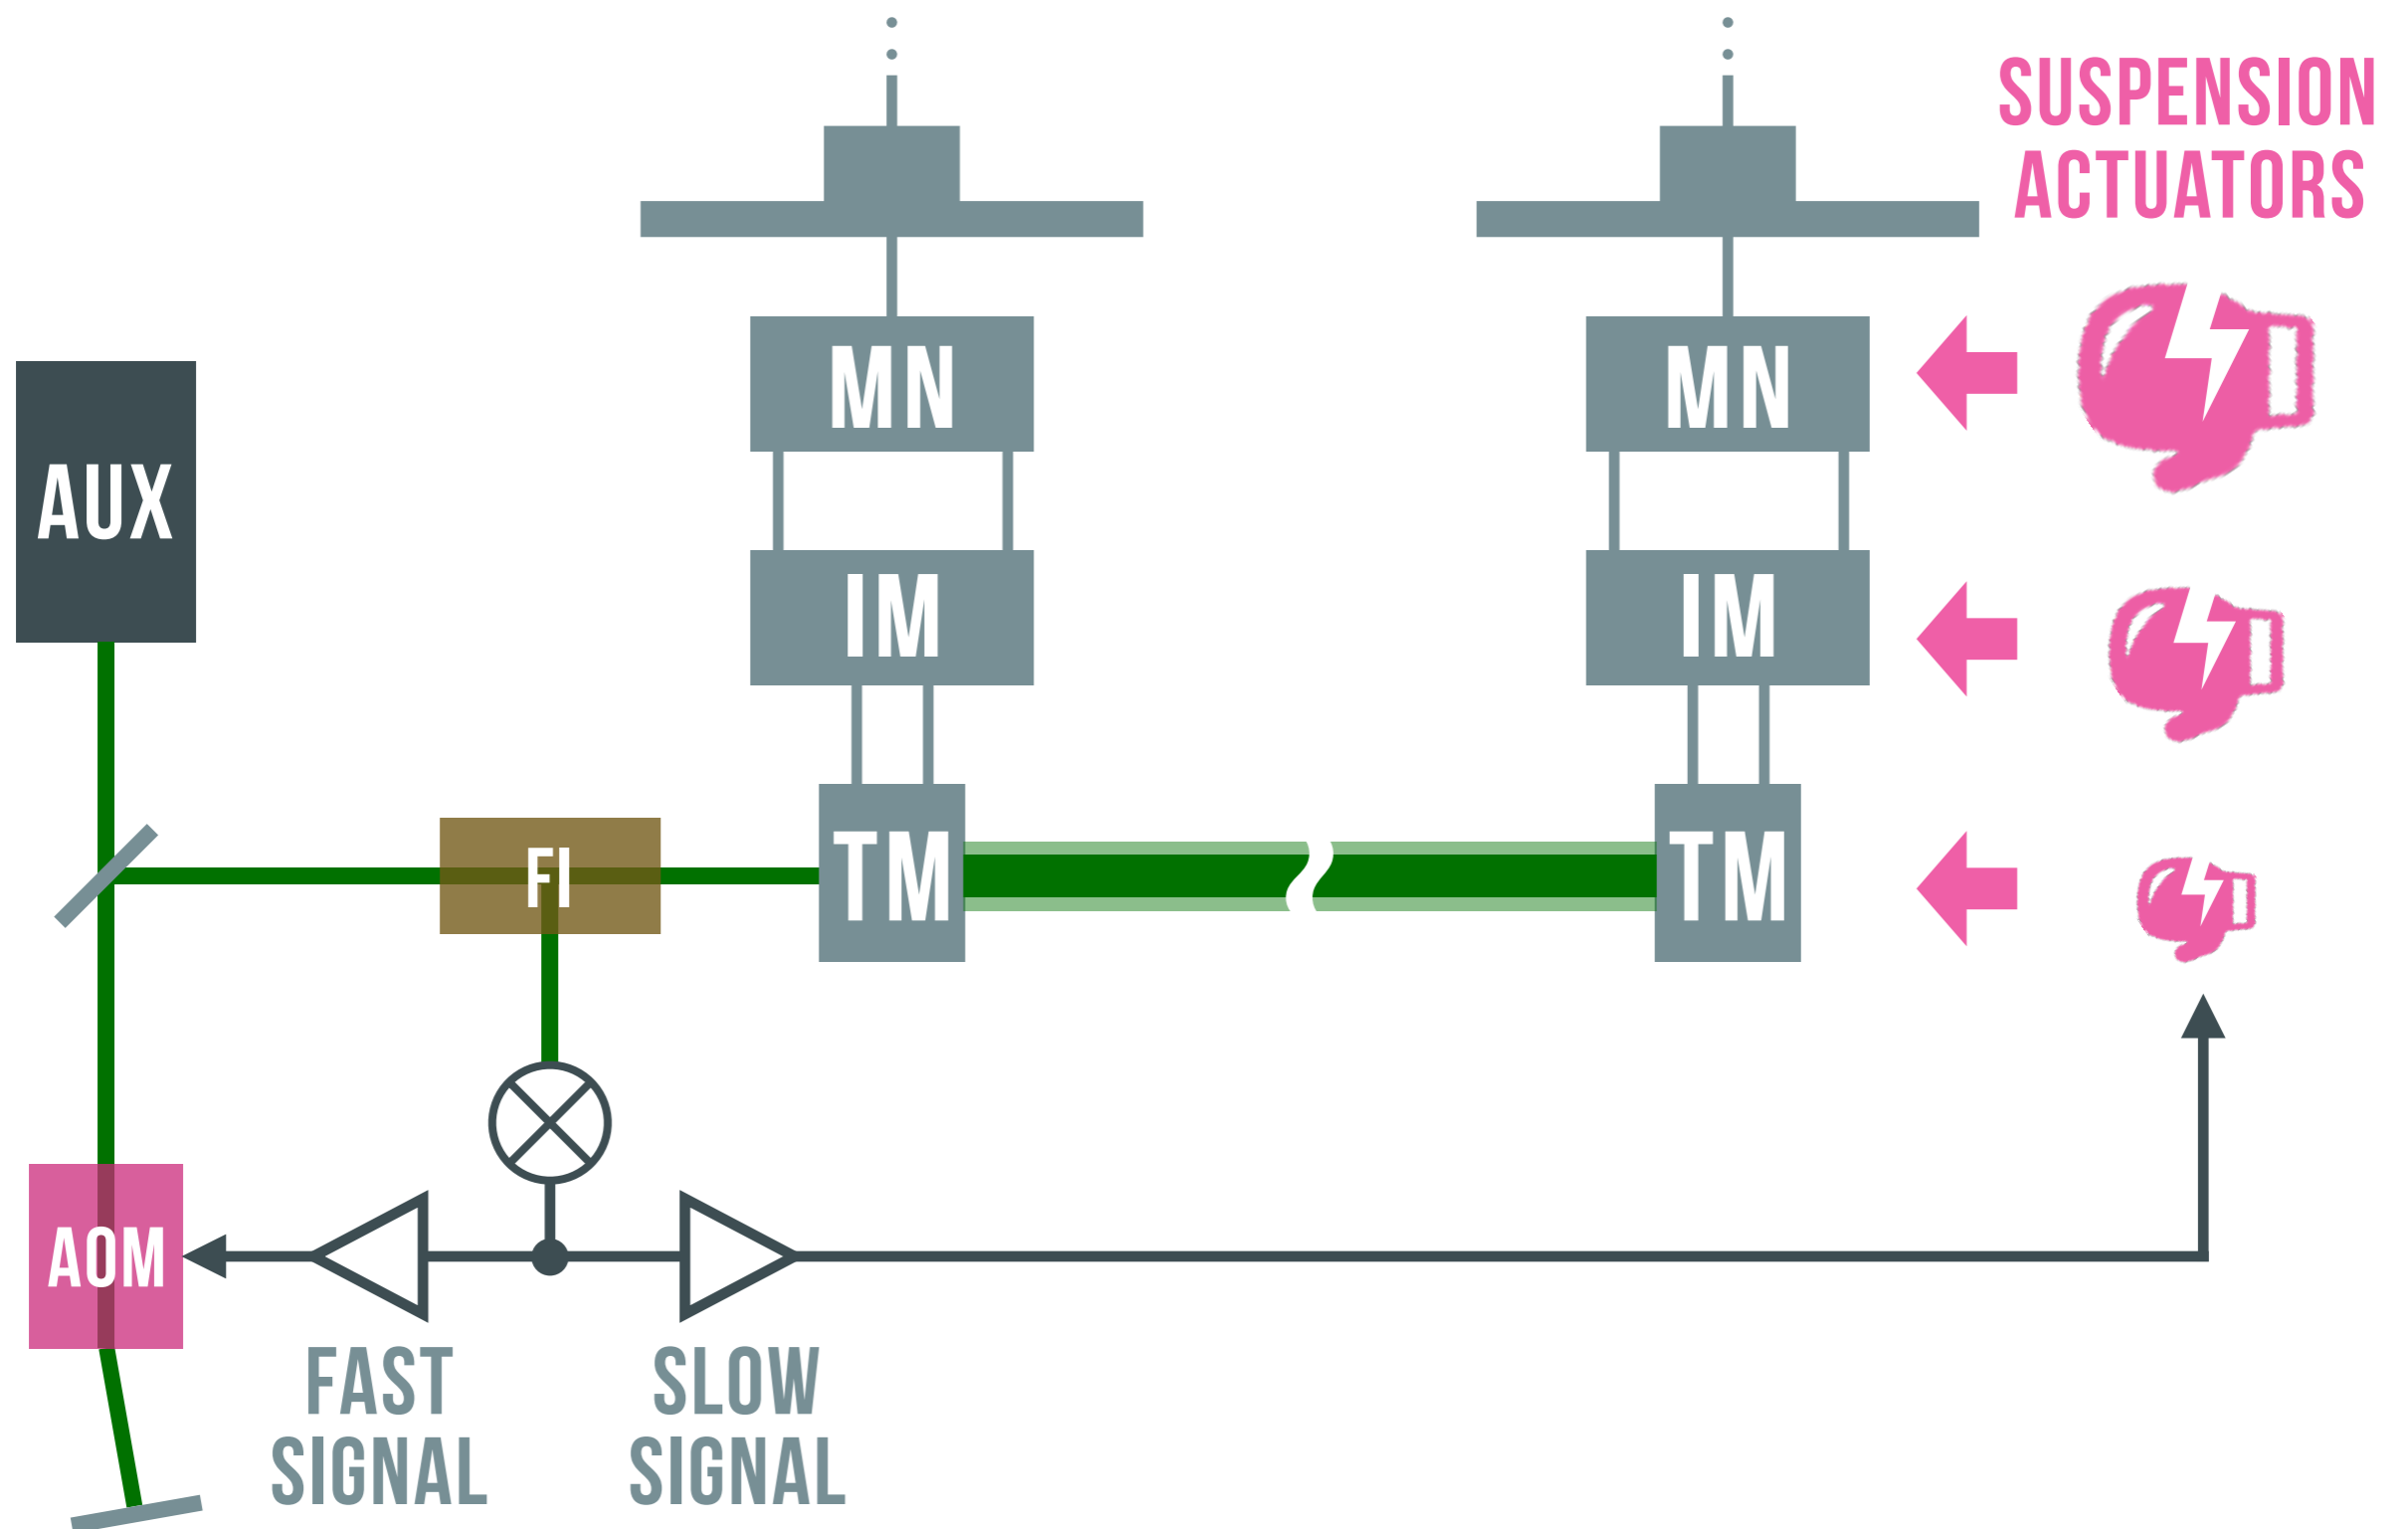 SUSPENSION
ACTUATORS
MN
MN
AUX
IM
IM
FI
TM
TM
AOM
FAST
SIGNAL
SLOW
SIGNAL